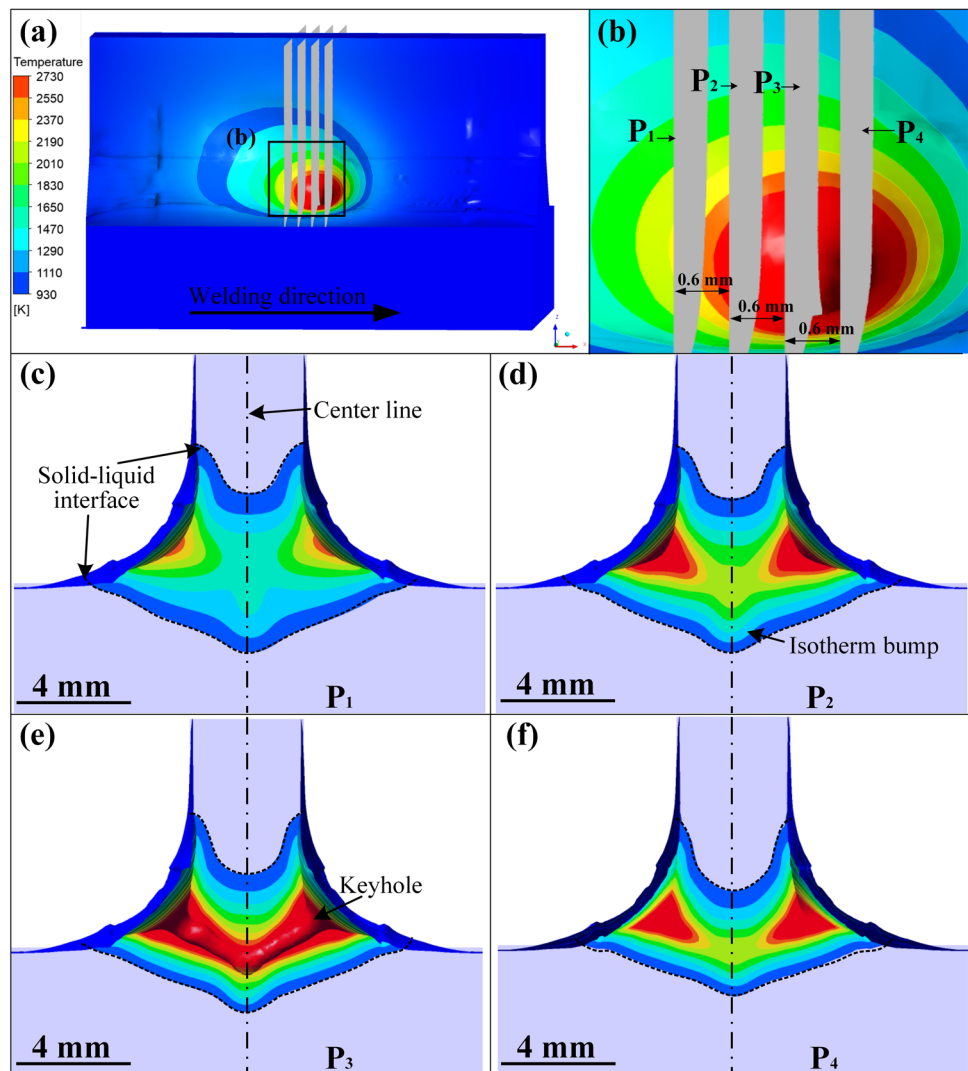 (a)
Temperature
2730
2550
2370
2190
2010
1830
1650
1470
1290
1110
930
[K]
(b)
Welding direction
z
x
(b)
P2
P3
P1
P4
0.6 mm
0.6 mm
0.6 mm
(c)
Center line
Solid-liquid
interface
4 mm
P1
(d)
Isotherm bump
4 mm
P2
(e)
Keyhole
4 mm
P3
(f)
4 mm
P4